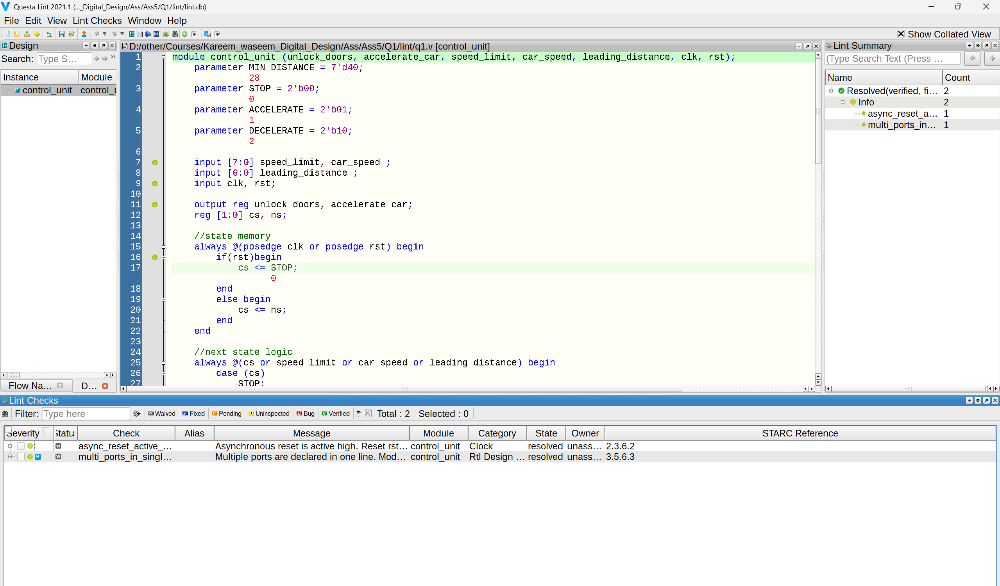 Questa Lint 2021.1 (..._Digital_Design/Ass/Ass5/Q1/lint/lint.db)
File Edit View Lint Checks Window Help
Show Collated View
Design
Search: Type S...
Instance Module
control_unit control_u
Flow Na... D...
D:/other/Courses/Kareem_waseem_Digital_Design/Ass/Ass5/Q1/lint/q1.v [control_unit]
1 module control_unit (unlock_doors, accelerate_car, speed_limit, car_speed, leading_distance, clk, rst);
2 parameter MIN_DISTANCE = 7'd40;
28
3 parameter STOP = 2'b00;
0
4 parameter ACCELERATE = 2'b01;
1
5 parameter DECELERATE = 2'b10;
2
6
7 input [7:0] speed_limit, car_speed ;
8 input [6:0] leading_distance ;
9 input clk, rst;
10
11 output reg unlock_doors, accelerate_car;
12 reg [1:0] cs, ns;
13
14 //state memory
15 always @(posedge clk or posedge rst) begin
16 if(rst)begin
17 cs <= STOP;
0
18 end
19 else begin
20 cs <= ns;
21 end
22 end
23
24 //next state logic
25 always @(cs or speed_limit or car_speed or leading_distance) begin
26 case (cs)
27 STOP:
Lint Summary
(Type Search Text (Press ...
Name Count
Resolved(verified, fi... 2
Info 2
async_reset_a... 1
multi_ports_in... 1
Lint Checks
Filter: Type here W Waived F Fixed P Pending ? Uninspected B Bug V Verified Total : 2 Selected : 0
Severity Status Check Alias Message Module Category State Owner STARC Reference
W async_reset_active_... Asynchronous reset is active high. Reset rst... control_unit Clock resolved unass... 2.3.6.2
M W multi_ports_in_singl... Multiple ports are declared in one line. Mod... control_unit Rtl Design ... resolved unass... 3.5.6.3